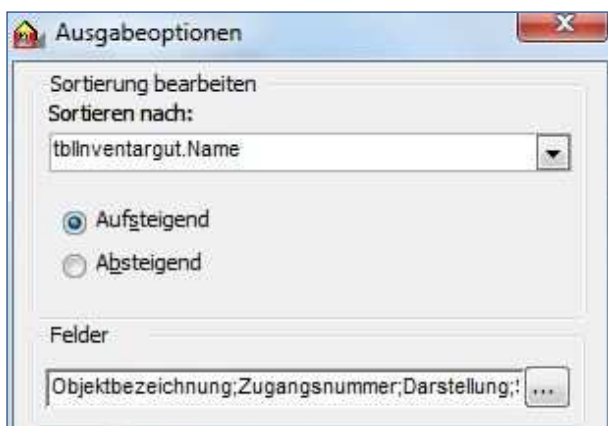 Ausgabeoptionen
Sortierung bearbeiten
Sortieren nach:
tblInventargut.Name
Aufsteigend
Absteigend
Felder
Objektbezeichnung;Zugangsnummer;Darstellung;
...